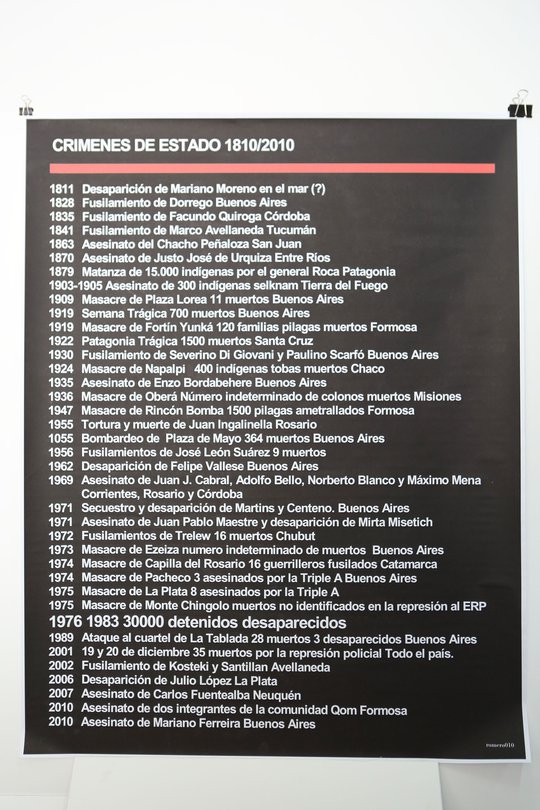 CRIMENES DE ESTADO 1810/2010
1811 Desaparición de Mariano Moreno en el mar (?)
1828 Fusilamiento de Dorrego Buenos Aires
1835 Fusilamiento de Facundo Quiroga Córdoba
1841 Fusilamiento de Marco Avellaneda Tucumán
1863 Asesinato del Chacho Peñaloza San Juan
1870 Asesinato de Justo José de Urquiza Entre Ríos
1879 Matanza de 15.000 indígenas por el general Roca Patagonia
1903-1905 Asesinato de 300 indígenas selknam Tierra del Fuego
1909 Masacre de Plaza Lorea 11 muertos Buenos Aires
1919 Semana Trágica 700 muertos Buenos Aires
1919 Masacre de Fortín Yunká 120 familias pilagas muertos Formosa
1922 Patagonia Trágica 1500 muertos Santa Cruz
1930 Fusilamiento de Severino Di Giovani y Paulino Scarfó Buenos Aires
1924 Masacre de Napalpi 400 indígenas tobas muertos Chaco
1935 Asesinato de Enzo Bordabehere Buenos Aires
1936 Masacre de Oberá Número indeterminado de colonos muertos Misiones
1947 Masacre de Rincón Bomba 1500 pilagas ametrallados Formosa
1955 Tortura y muerte de Juan Ingalinella Rosario
1055 Bombardeo de Plaza de Mayo 364 muertos Buenos Aires
1956 Fusilamientos de José León Suárez 9 muertos
1962 Desaparición de Felipe Vallese Buenos Aires
1969 Asesinato de Juan J. Cabral, Adolfo Bello, Norberto Blanco y Máximo Mena
Corrientes, Rosario y Córdoba
1971 Secuestro y desaparición de Martins y Centeno. Buenos Aires
1971 Asesinato de Juan Pablo Maestre y desaparición de Mirta Misetich
1972 Fusilamientos de Trelew 16 muertos Chubut
1973 Masacre de Ezeiza numero indeterminado de muertos Buenos Aires
1974 Masacre de Capilla del Rosario 16 guerrilleros fusilados Catamarca
1974 Masacre de Pacheco 3 asesinados por la Triple A Buenos Aires
1975 Masacre de La Plata 8 asesinados por la Triple A
1975 Masacre de Monte Chingolo muertos no identificados en la represión al ERP
1976 1983 30000 detenidos desaparecidos
1989 Ataque al cuartel de La Tablada 28 muertos 3 desaparecidos Buenos Aires
2001 19 y 20 de diciembre 35 muertos por la represión policial Todo el país.
2002 Fusilamiento de Kosteki y Santillan Avellaneda
2006 Desaparición de Julio López La Plata
2007 Asesinato de Carlos Fuentealba Neuquén
2010 Asesinato de dos integrantes de la comunidad Qom Formosa
2010 Asesinato de Mariano Ferreira Buenos Aires
romero010